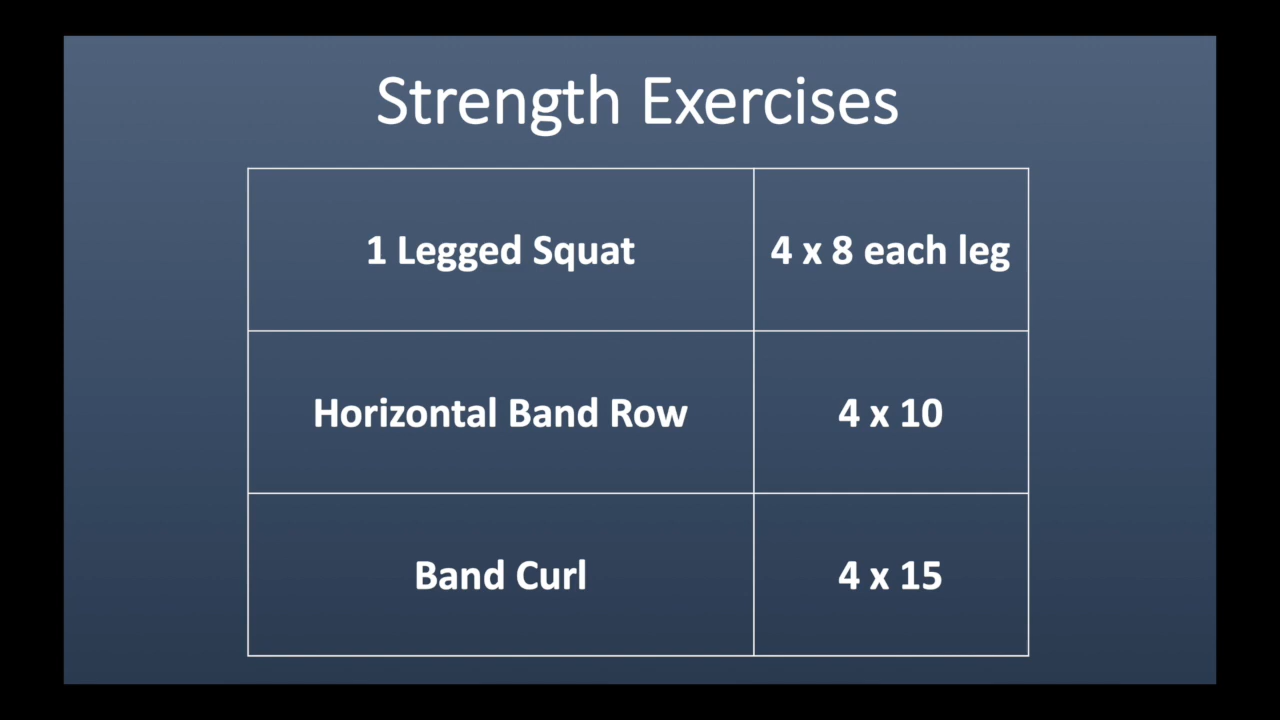 Strength Exercises
1 Legged Squat
4 x 8 each leg
Horizontal Band Row
4 x 10
Band Curl
4 x 15